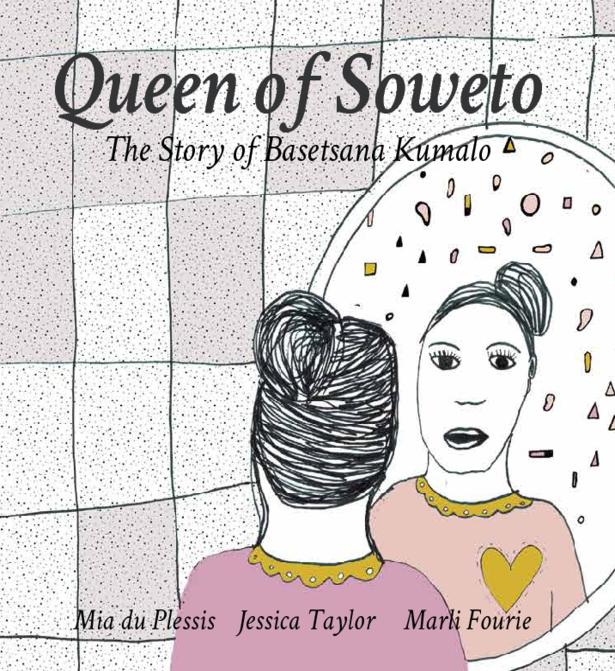 Queen of Soweto
The Story of Basetsana Kumalo
Mia du Plessis Jessica Taylor Marli Fourie